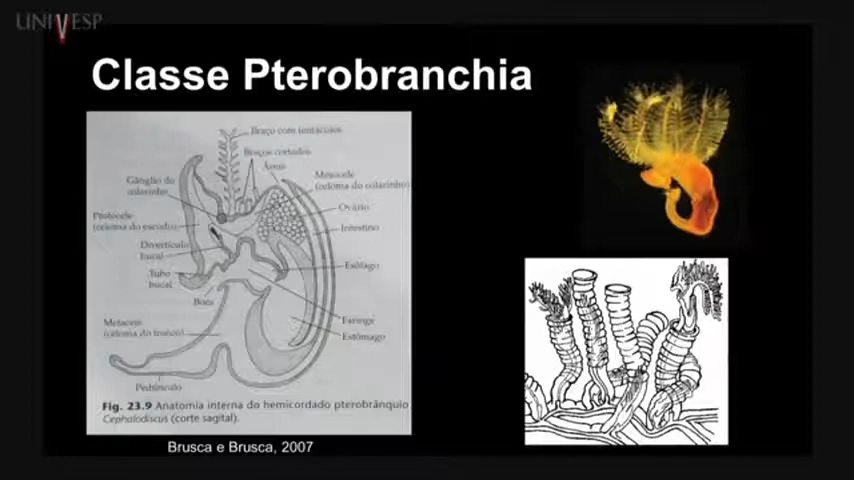 UNIVESP
Classe Pterobranchia
Braço com tentáculos
Braços cortados
Ânus
Mesocele
(celoma do colarinho)
Gânglio do
colarinho
Ovário
Protocele
(celoma do escudo)
Intestino
Divertículo
bucal
Esôfago
Tubo
bucal
Boca
Metacele
(celoma do tronco)
Faringe
Estômago
Pedúnculo
Fig. 23.9 Anatomia interna do hemicordado pterobrânquio
Cephalodiscus (corte sagital).
Brusca e Brusca, 2007